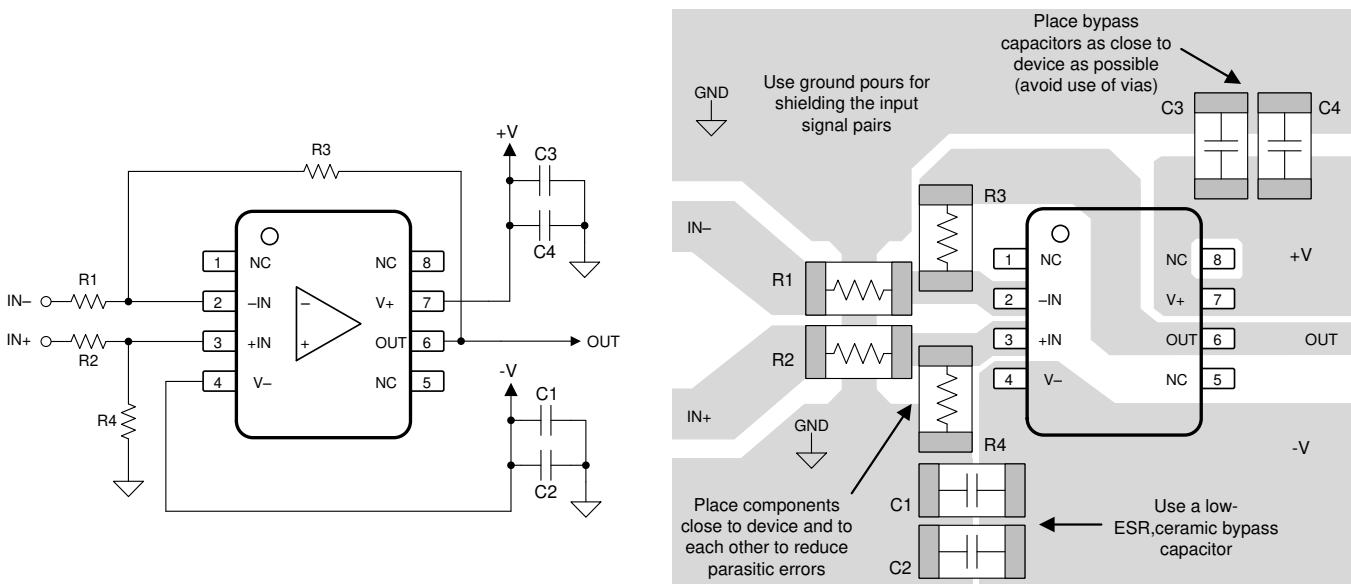 R3
+V
C3
C4
1 NC
NC 8
R1
IN–
2 –IN
–
V+ 7
IN+
R2
3 +IN
+
OUT 6
OUT
4 V–
NC 5
-V
R4
C1
C2
Place bypass
capacitors as close to
device as possible
(avoid use of vias)
GND
Use ground pours for
shielding the input
signal pairs
C3
C4
R3
IN–
1 NC
NC 8
+V
R1
2 –IN
V+ 7
3 +IN
OUT 6
OUT
R2
4 V–
NC 5
IN+
GND
R4
-V
Place components
close to device and to
each other to reduce
parasitic errors
C1
C2
Use a low-
ESR,ceramic bypass
capacitor